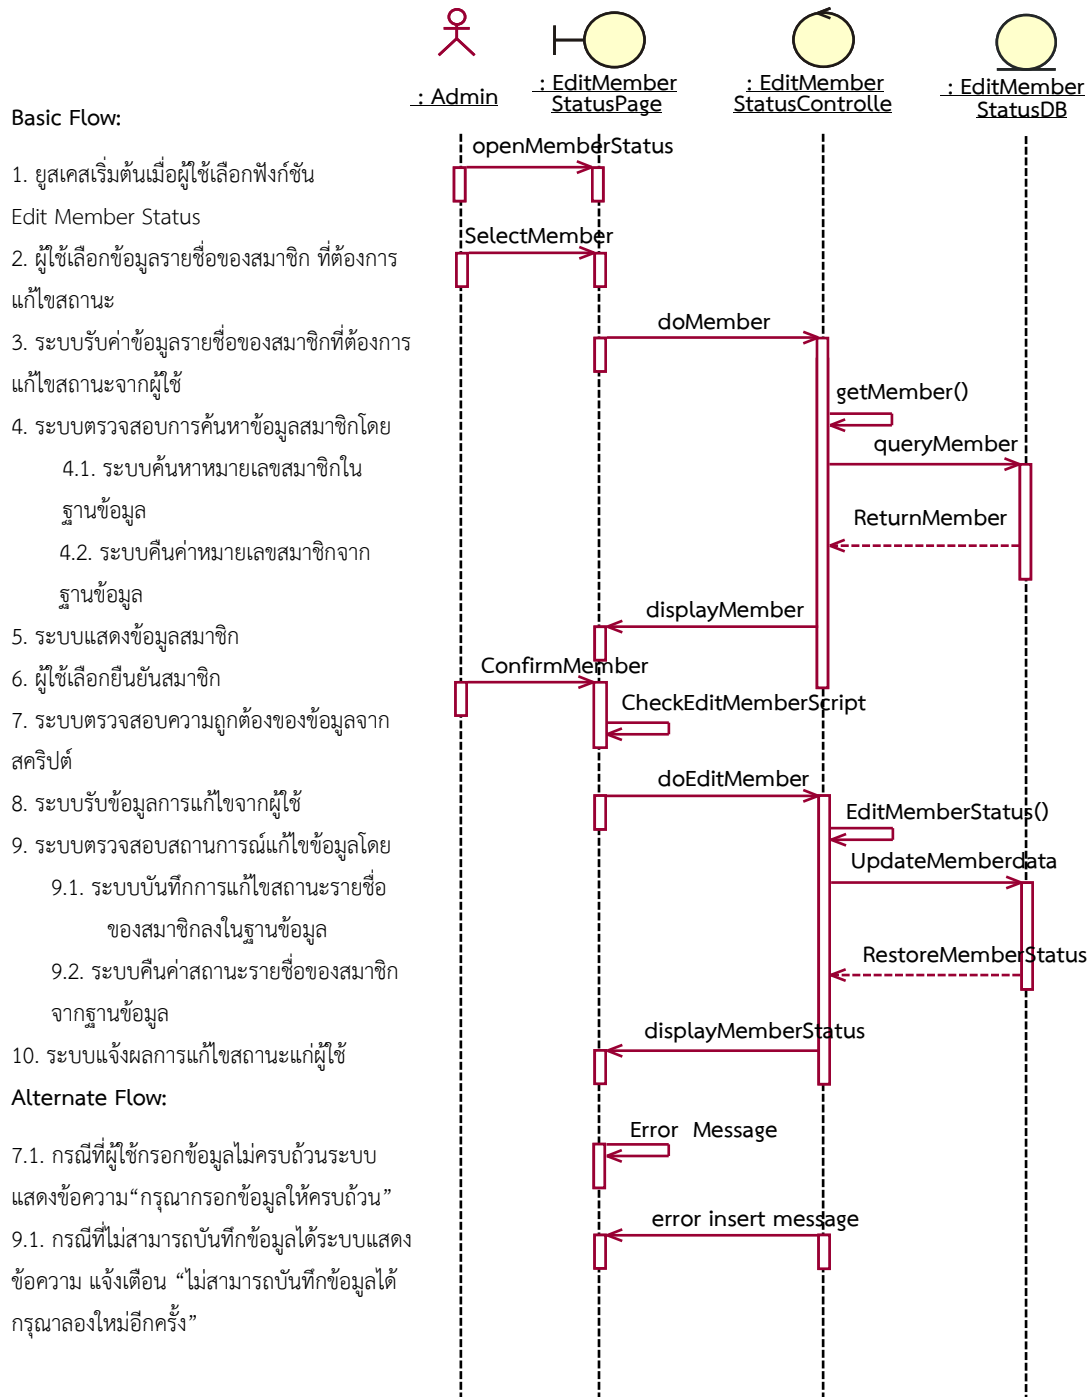 : Admin
: EditMember
StatusPage
: EditMember
StatusControlle
: EditMember
StatusDB
Basic Flow:
1. ยูสเคสเริ่มต้นเมื่อผู้ใช้เลือกฟังก์ชัน
Edit Member Status
2. ผู้ใช้เลือกข้อมูลรายชื่อของสมาชิก ที่ต้องการ
แก้ไขสถานะ
3. ระบบรับค่าข้อมูลรายชื่อของสมาชิกที่ต้องการ
แก้ไขสถานะจากผู้ใช้
4. ระบบตรวจสอบการค้นหาข้อมูลสมาชิกโดย
4.1. ระบบค้นหาหมายเลขสมาชิกใน
ฐานข้อมูล
4.2. ระบบคืนค่าหมายเลขสมาชิกจาก
ฐานข้อมูล
5. ระบบแสดงข้อมูลสมาชิก
6. ผู้ใช้เลือกยืนยันสมาชิก
7. ระบบตรวจสอบความถูกต้องของข้อมูลจาก
สคริปต์
8. ระบบรับข้อมูลการแก้ไขจากผู้ใช้
9. ระบบตรวจสอบสถานการณ์แก้ไขข้อมูลโดย
9.1. ระบบบันทึกการแก้ไขสถานะรายชื่อ
ของสมาชิกลงในฐานข้อมูล
9.2. ระบบคืนค่าสถานะรายชื่อของสมาชิก
จากฐานข้อมูล
10. ระบบแจ้งผลการแก้ไขสถานะแก่ผู้ใช้
Alternate Flow:
7.1. กรณีที่ผู้ใช้กรอกข้อมูลไม่ครบถ้วนระบบ
แสดงข้อความ“กรุณากรอกข้อมูลให้ครบถ้วน”
9.1. กรณีที่ไม่สามารถบันทึกข้อมูลได้ระบบแสดง
ข้อความ แจ้งเตือน “ไม่สามารถบันทึกข้อมูลได้
กรุณาลองใหม่อีกครั้ง”
openMemberStatus
SelectMember
doMember
getMember()
queryMember
ReturnMember
displayMember
ConfirmMember
CheckEditMemberScript
doEditMember
EditMemberStatus()
UpdateMemberdata
RestoreMemberStatus
displayMemberStatus
Error Message
error insert message